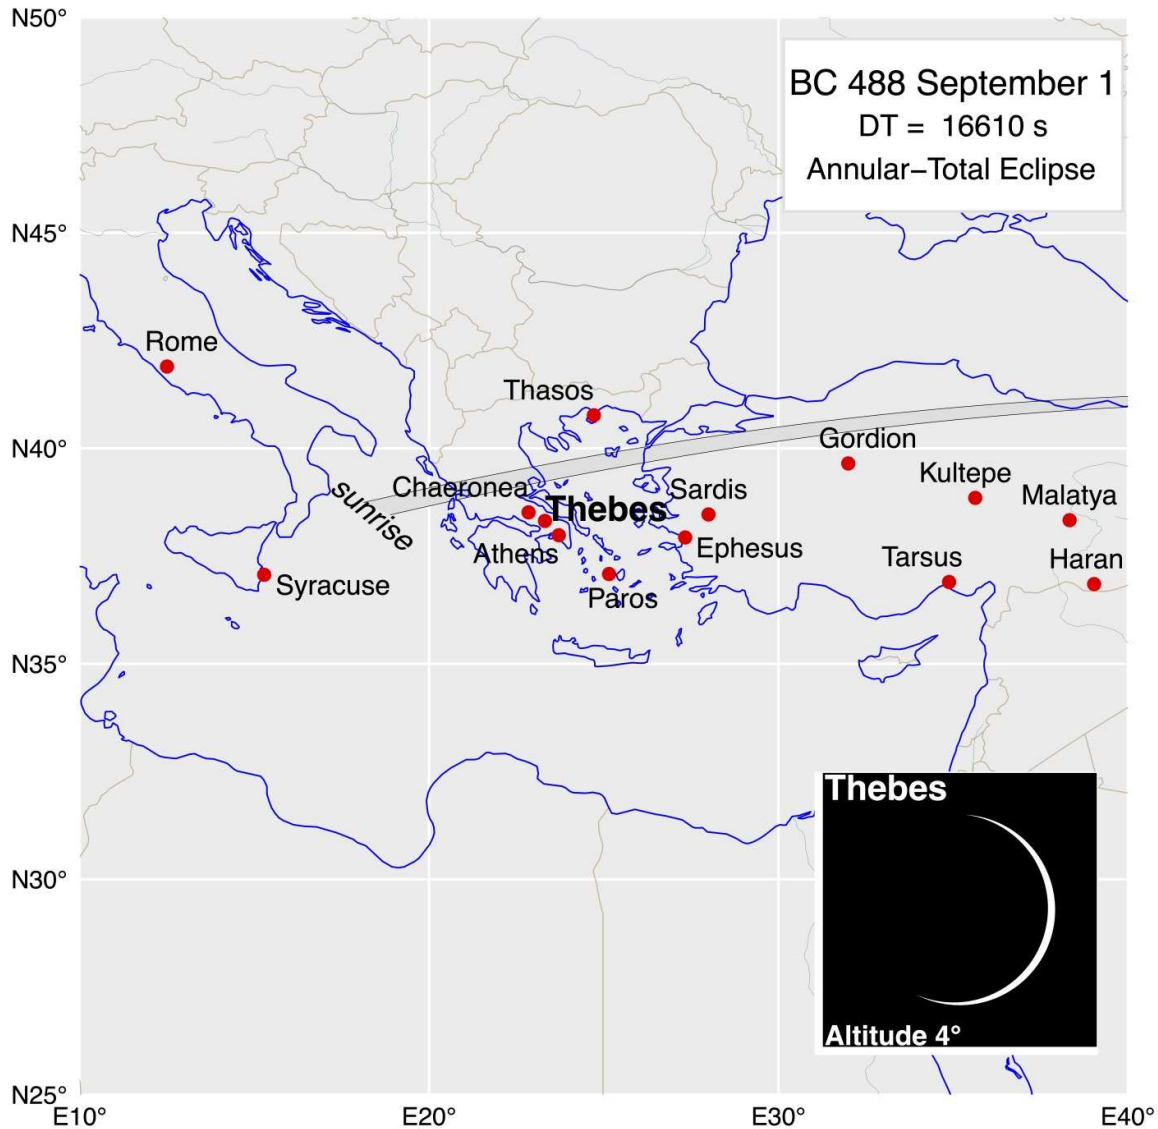 N50°
BC 488 September 1
DT = 16610 s
Annular−Total Eclipse
N45°
Rome
Thasos
N40°
Gordion
Chaeronea
sunrise
Thebes
Sardis
Kultepe
Malatya
Athens
Ephesus
Tarsus
Haran
Syracuse
Paros
N35°
Thebes
N30°
Altitude 4°
N25°
E10°
E20°
E30°
E40°